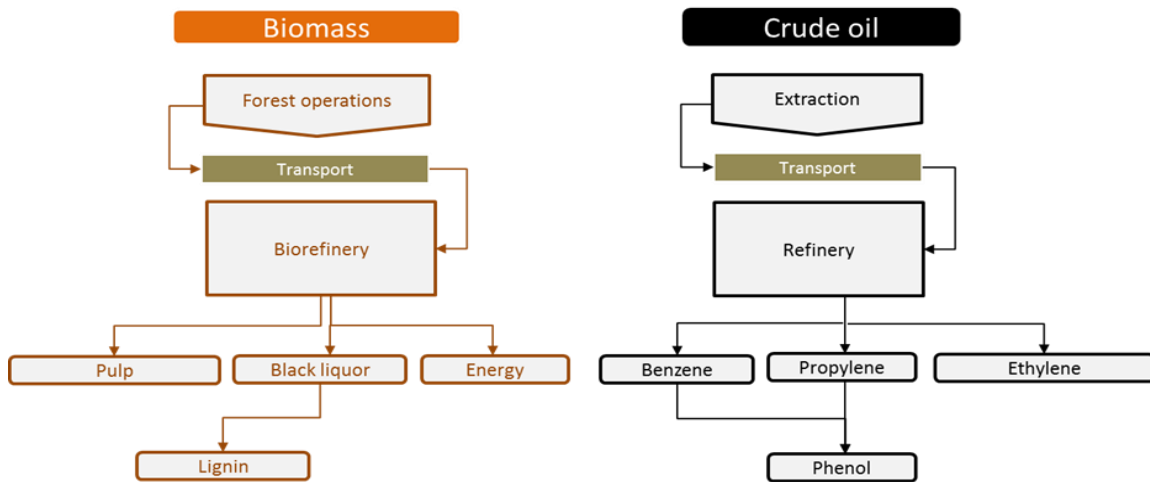 Biomass
Crude oil
Forest operations
Extraction
Transport
Transport
Biorefinery
Refinery
Pulp
Black liquor
Energy
Benzene
Propylene
Ethylene
Lignin
Phenol